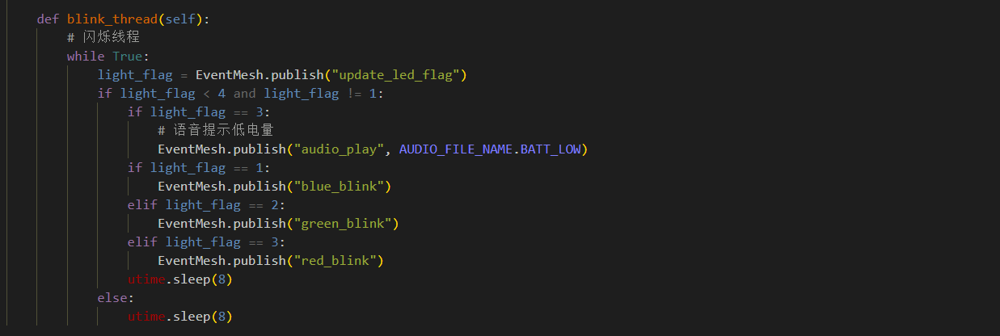 def blink_thread(self):
# 闪烁线程
while True:
light_flag = EventMesh.publish("update_led_flag")
if light_flag < 4 and light_flag != 1:
if light_flag == 3:
# 语音提示低电量
EventMesh.publish("audio_play", AUDIO_FILE_NAME.BATT_LOW)
if light_flag == 1:
EventMesh.publish("blue_blink")
elif light_flag == 2:
EventMesh.publish("green_blink")
elif light_flag == 3:
EventMesh.publish("red_blink")
utime.sleep(8)
else:
utime.sleep(8)